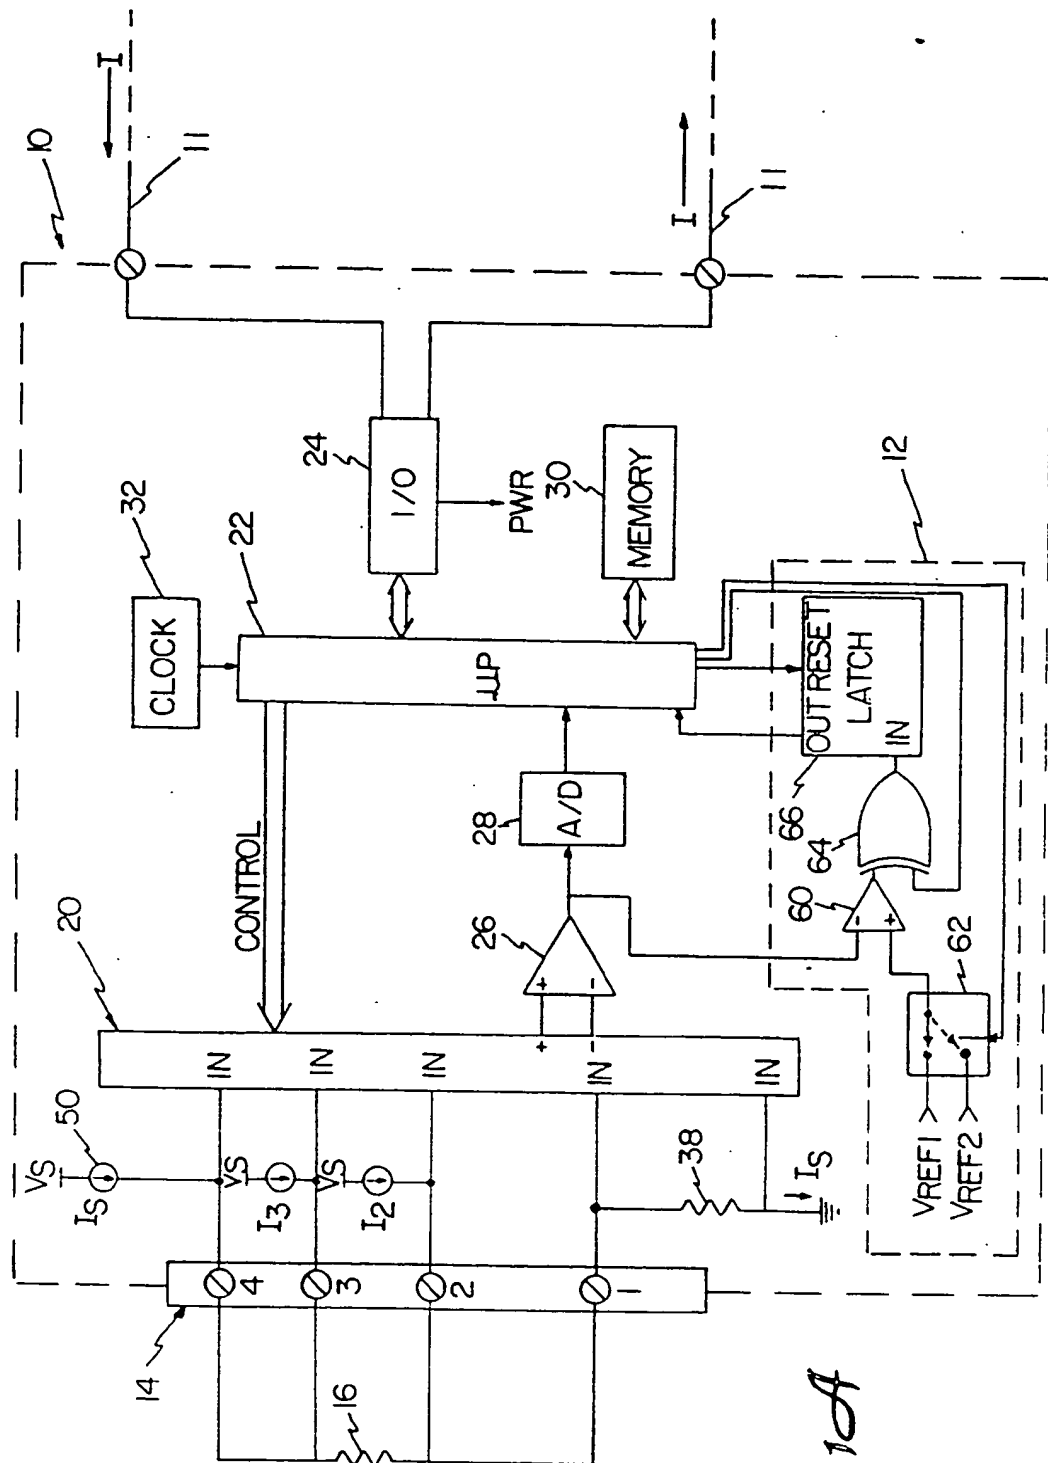 10
I
11
I
11
32
CLOCK
22
24
I/O
PWR
30
MEMORY
12
μP
CONTROL
20
28
A/D
26
+
−
+
−
OUT RESET
LATCH
IN
66
64
60
−
+
62
VREF1
VREF2
IN
IN
IN
IN
IN
VS
50
IS
VS
I3
VS
I2
38
IS
14
4
3
2
1
16